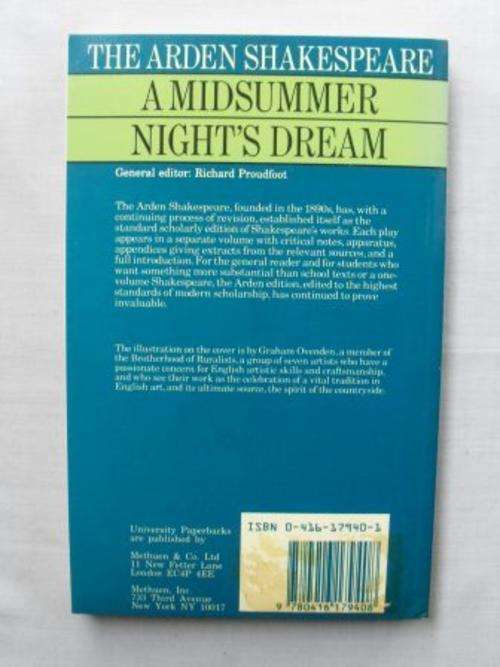 THE ARDEN SHAKESPEARE
A MIDSUMMER
NIGHT'S DREAM
General editor: Richard Proudfoot
The Arden Shakespeare, founded in the 1890s, has, with a
continuing process of revision, established itself as the
standard scholarly edition of Shakespeare's works. Each play
appears in a separate volume with critical notes, apparatus,
appendices giving extracts from the relevant sources, and a
full introduction. For the general reader and for students who
want something more substantial than school texts or a one-
volume Shakespeare, the Arden edition, edited to the highest
standards of modern scholarship, has continued to prove
invaluable.
The illustration on the cover is by Graham Ovenden, a member of
the Brotherhood of Ruralists, a group of seven artists who have a
passionate concern for English artistic skills and craftsmanship,
and who see their work as the celebration of a vital tradition in
English art, and its ultimate source, the spirit of the countryside.
University Paperbacks
are published by
Methuen & Co. Ltd
11 New Fetter Lane
London EC4P 4EE
Methuen, Inc
733 Third Avenue
New York NY 10017
ISBN 0-416-17940-1
9 780416 179408